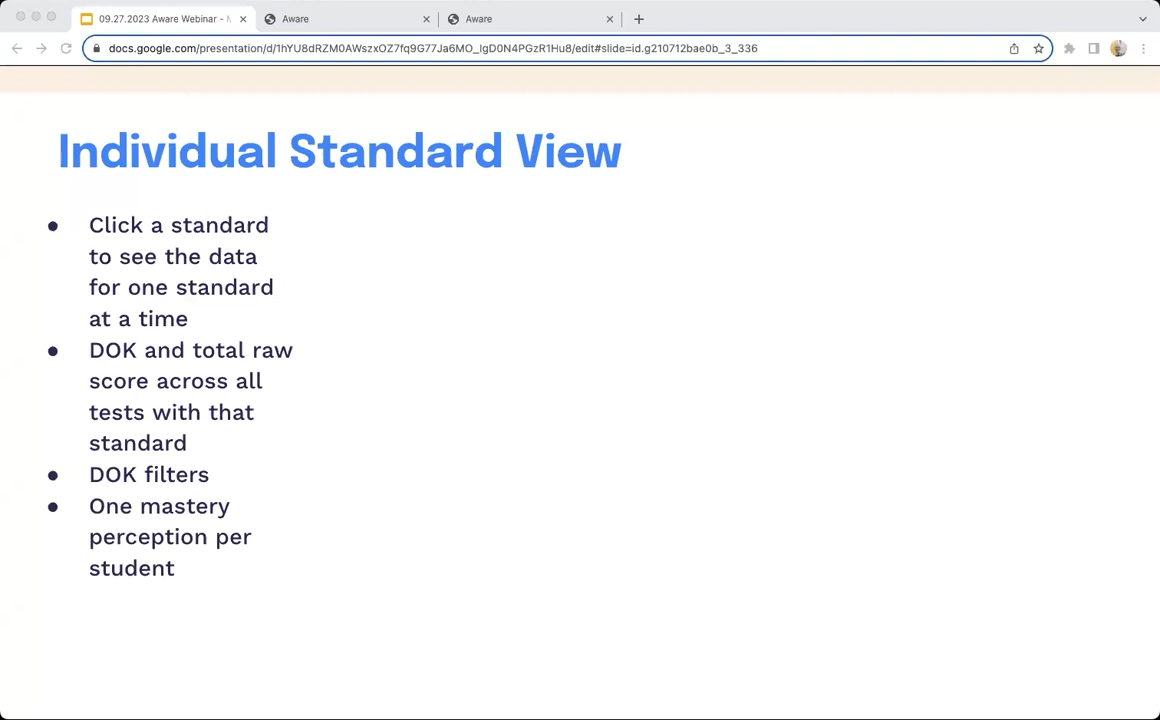 09.27.2023 Aware Webinar -
Aware
Aware
docs.google.com/presentation/d/1hYU8dRZM0AWszxOZ7fq9G77Ja6MO_lgD0N4PGzR1Hu8/edit#slide=id.g210712bae0b_3_336
Individual Standard View
● Click a standard
to see the data
for one standard
at a time
● DOK and total raw
score across all
tests with that
standard
● DOK filters
● One mastery
perception per
student